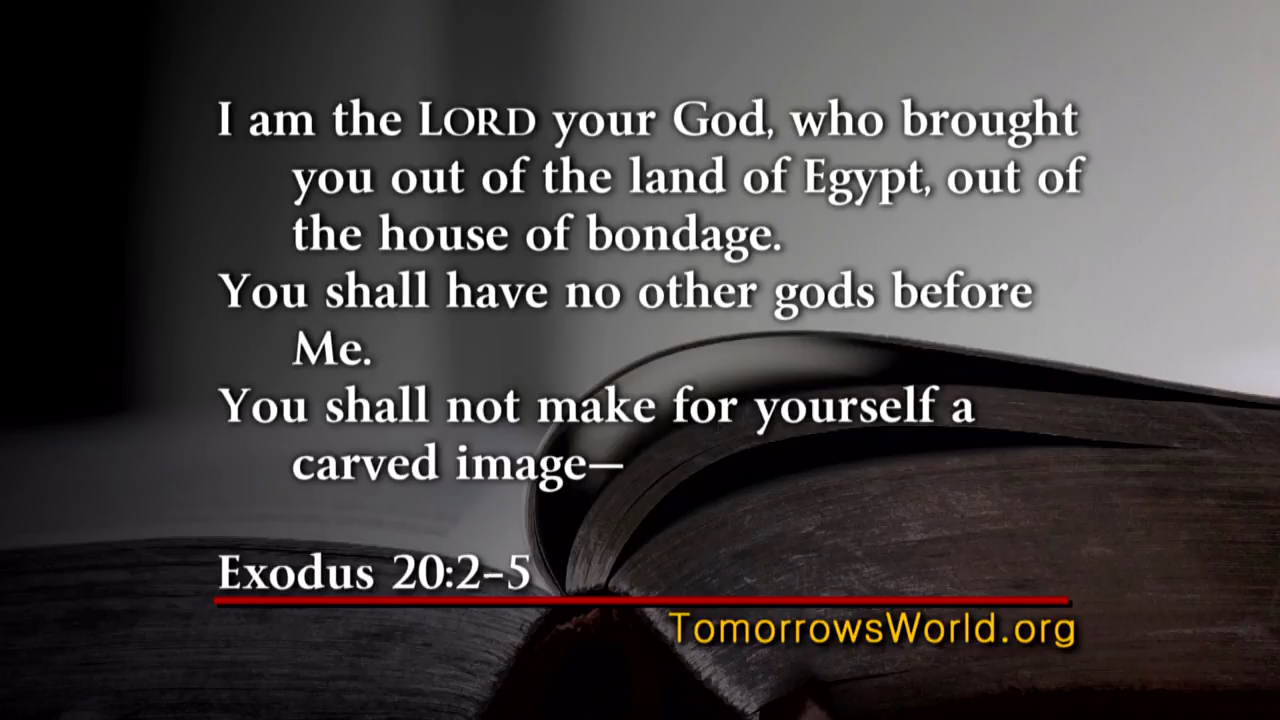 I am the LORD your God, who brought
you out of the land of Egypt, out of
the house of bondage.
You shall have no other gods before
Me.
You shall not make for yourself a
carved image—
Exodus 20:2–5
TomorrowsWorld.org